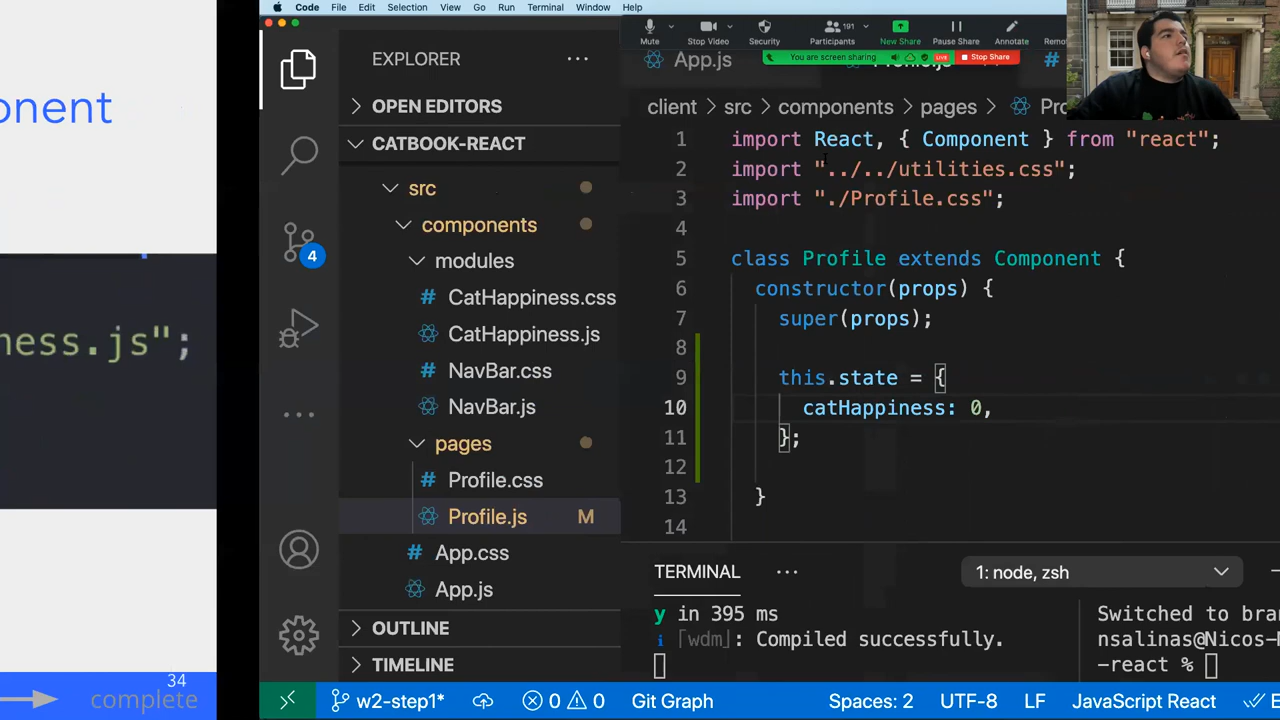 Code File Edit Selection View Go Run Terminal Window Help
Mute Stop Video Security Participants 191 New Share Pause Share Annotate
You are screen sharing Live Stop Share
onent
ness.js";
34
complete
EXPLORER ...
OPEN EDITORS
CATBOOK-REACT
src
components
modules
# CatHappiness.css
CatHappiness.js
# NavBar.css
NavBar.js
pages
# Profile.css
Profile.js M
# App.css
App.js
OUTLINE
TIMELINE
4
App.js
client > src > components > pages >
1 import React, { Component } from "react";
2 import "../../utilities.css";
3 import "./Profile.css";
4
5 class Profile extends Component {
6 constructor(props) {
7 super(props);
8
9 this.state = {
10 catHappiness: 0,
11 };
12
13 }
14
TERMINAL ... 1: node, zsh
y in 395 ms
i ｢wdm｣: Compiled successfully.
Switched to bra
nsalinas@Nicos-M
-react %
w2-step1* 0 0 Git Graph Spaces: 2 UTF-8 LF JavaScript React